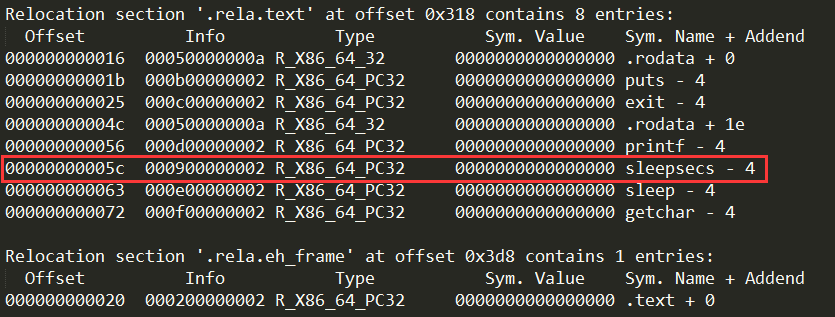 Relocation section '.rela.text' at offset 0x318 contains 8 entries:
  Offset          Info           Type           Sym. Value    Sym. Name + Addend
000000000016  00050000000a R_X86_64_32       0000000000000000 .rodata + 0
00000000001b  000b00000002 R_X86_64_PC32     0000000000000000 puts - 4
000000000025  000c00000002 R_X86_64_PC32     0000000000000000 exit - 4
00000000004c  00050000000a R_X86_64_32       0000000000000000 .rodata + 1e
000000000056  000d00000002 R_X86_64_PC32     0000000000000000 printf - 4
00000000005c  000900000002 R_X86_64_PC32     0000000000000000 sleepsecs - 4
000000000063  000e00000002 R_X86_64_PC32     0000000000000000 sleep - 4
000000000072  000f00000002 R_X86_64_PC32     0000000000000000 getchar - 4
Relocation section '.rela.eh_frame' at offset 0x3d8 contains 1 entries:
  Offset          Info           Type           Sym. Value    Sym. Name + Addend
000000000020  000200000002 R_X86_64_PC32     0000000000000000 .text + 0